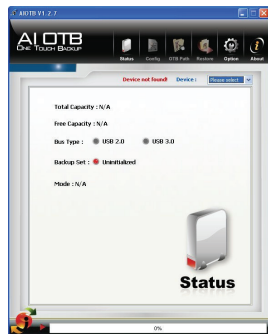 AIOTB V1.2.7
AI OTB
ONE TOUCH BACKUP
Status Config OTB Path Restore Option About
Device not found! Device : Please select
Total Capacity : N/A
Free Capacity : N/A
Bus Type : USB 2.0 USB 3.0
Backup Set : Uninitialized
Mode : N/A
Status
0%